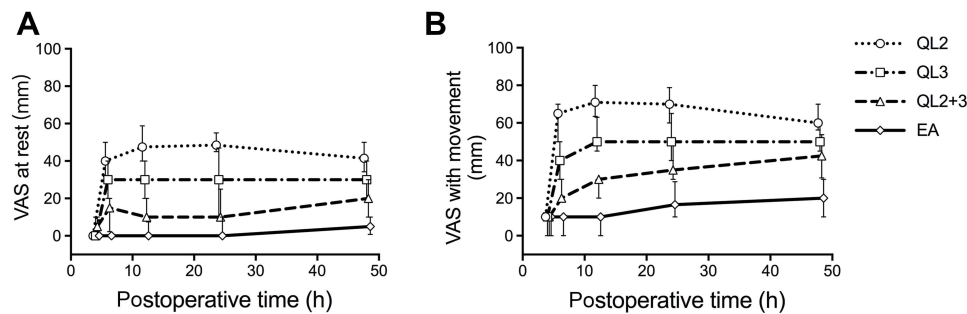 A
VAS at rest (mm)
100
80
60
40
20
0
0 10 20 30 40 50
Postoperative time (h)
B
VAS with movement
(mm)
100
80
60
40
20
0
0 10 20 30 40 50
Postoperative time (h)
QL2
QL3
QL2+3
EA